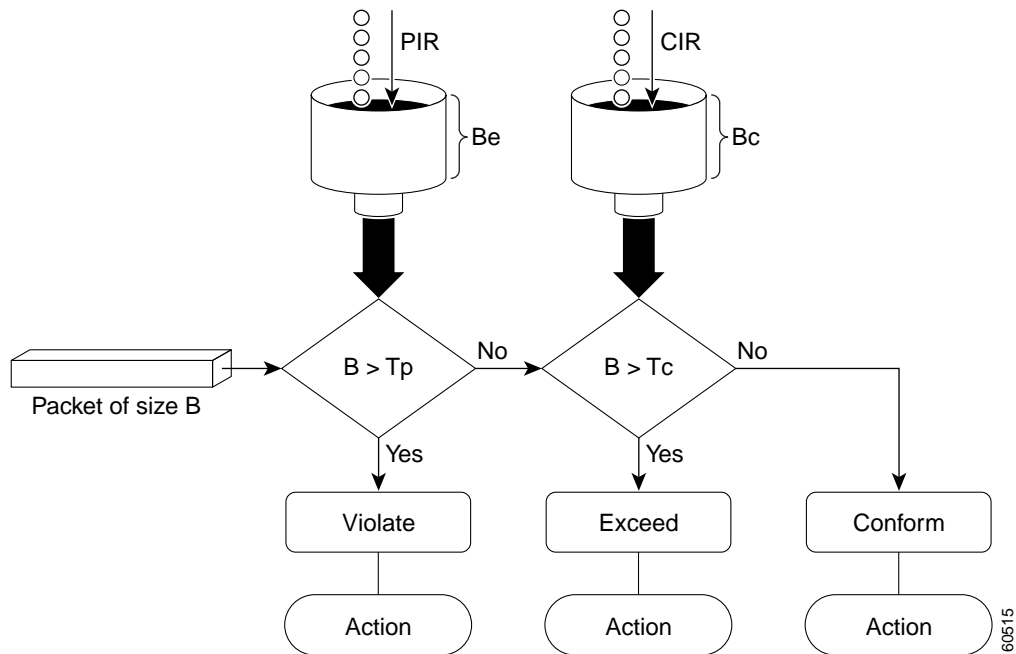 PIR
CIR
Be
Bc
B > Tp
No
B > Tc
No
Packet of size B
Yes
Yes
Violate
Exceed
Conform
Action
Action
Action
60515